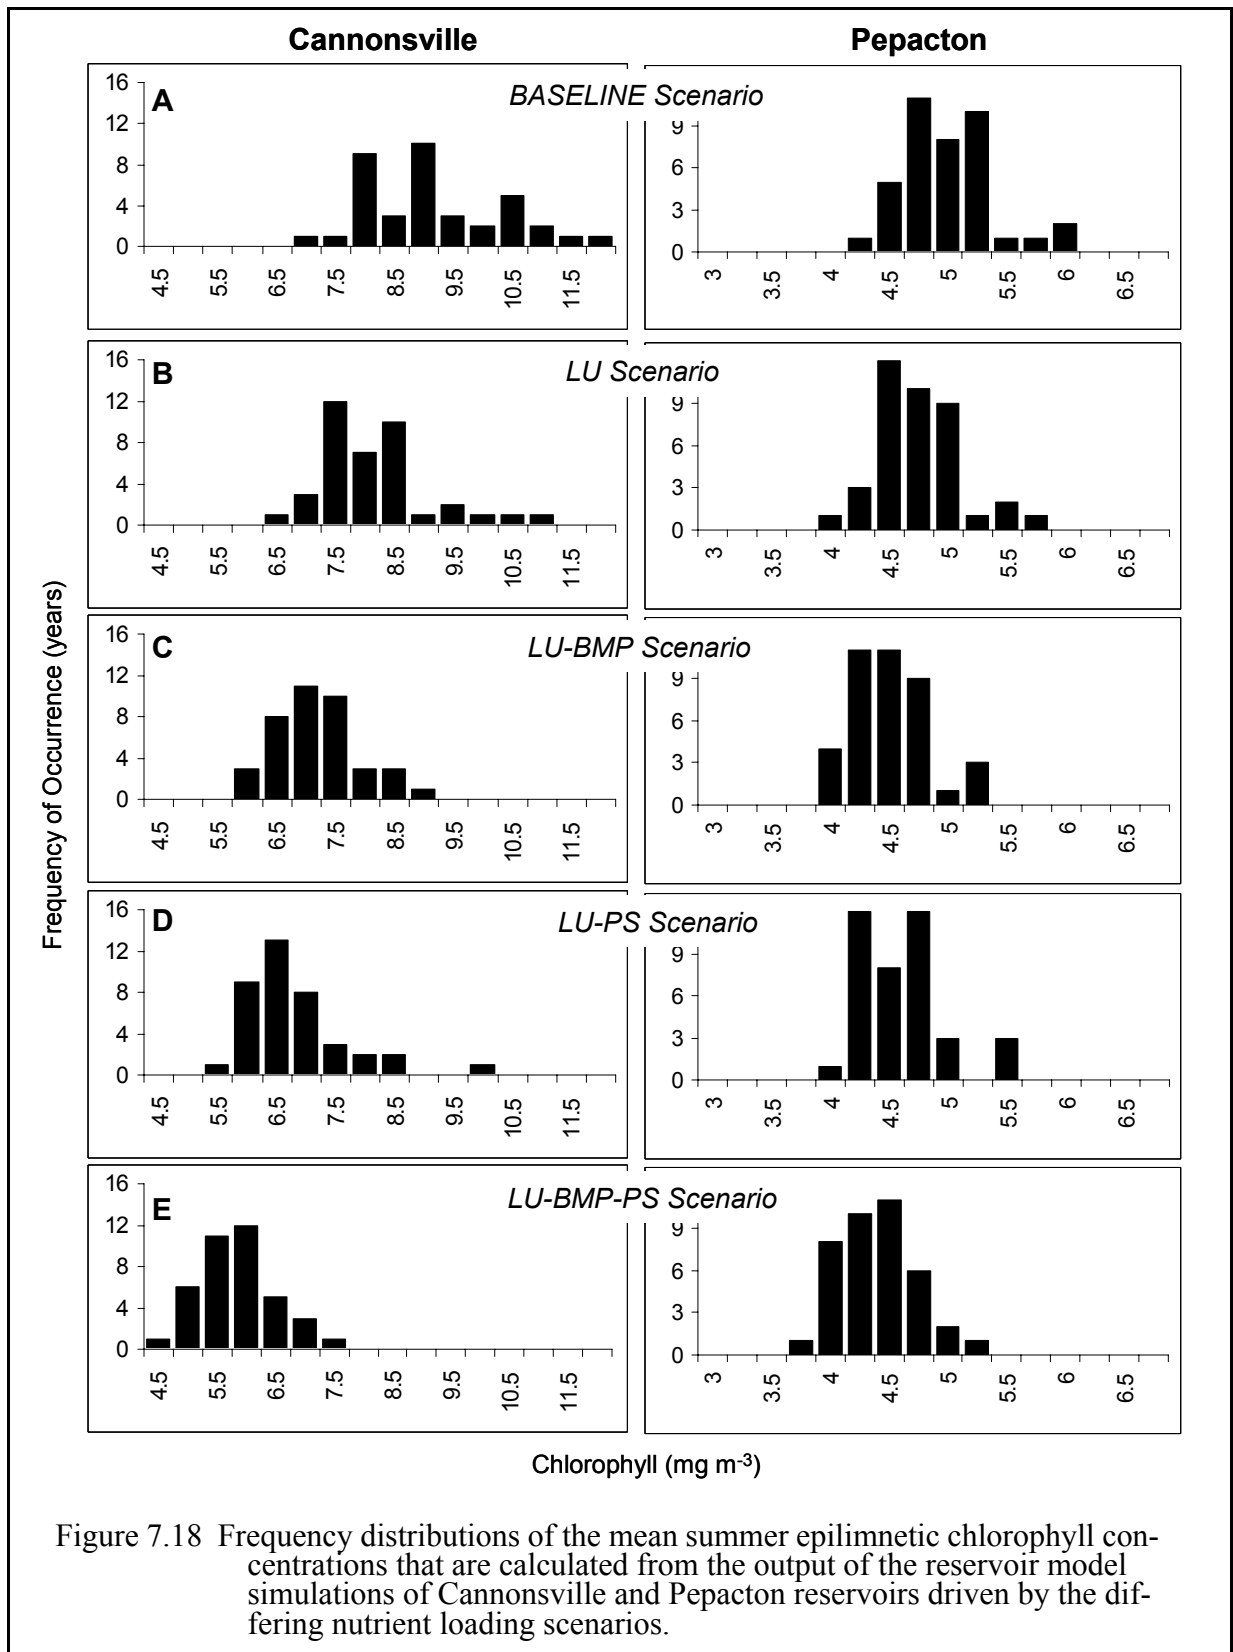 Cannonsville
Pepacton
A
BASELINE Scenario
16
12
8
4
0
4.5 5.5 6.5 7.5 8.5 9.5 10.5 11.5
9
6
3
0
3 3.5 4 4.5 5 5.5 6 6.5
B
LU Scenario
16
12
8
4
0
4.5 5.5 6.5 7.5 8.5 9.5 10.5 11.5
9
6
3
0
3 3.5 4 4.5 5 5.5 6 6.5
C
LU-BMP Scenario
16
12
8
4
0
4.5 5.5 6.5 7.5 8.5 9.5 10.5 11.5
9
6
3
0
3 3.5 4 4.5 5 5.5 6 6.5
D
LU-PS Scenario
16
12
8
4
0
4.5 5.5 6.5 7.5 8.5 9.5 10.5 11.5
9
6
3
0
3 3.5 4 4.5 5 5.5 6 6.5
E
LU-BMP-PS Scenario
16
12
8
4
0
4.5 5.5 6.5 7.5 8.5 9.5 10.5 11.5
9
6
3
0
3 3.5 4 4.5 5 5.5 6 6.5
Frequency of Occurrence (years)
Chlorophyll (mg m-3)
Figure 7.18 Frequency distributions of the mean summer epilimnetic chlorophyll con-
centrations that are calculated from the output of the reservoir model
simulations of Cannonsville and Pepacton reservoirs driven by the dif-
fering nutrient loading scenarios.